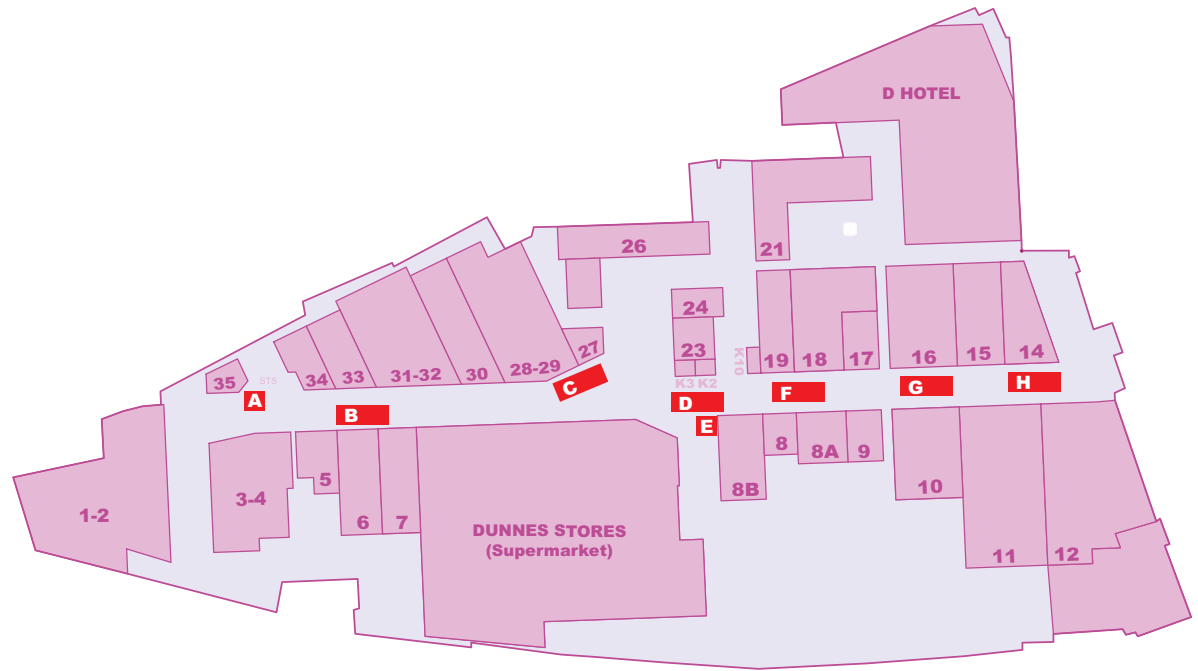 D HOTEL
26
21
24
23
K3 K2
K10
19
18
17
16
15
14
27
28-29
30
31-32
33
34
35
STS
A
B
C
D
E
F
G
H
1-2
3-4
5
6
7
DUNNES STORES
(Supermarket)
8B
8
8A
9
10
11
12